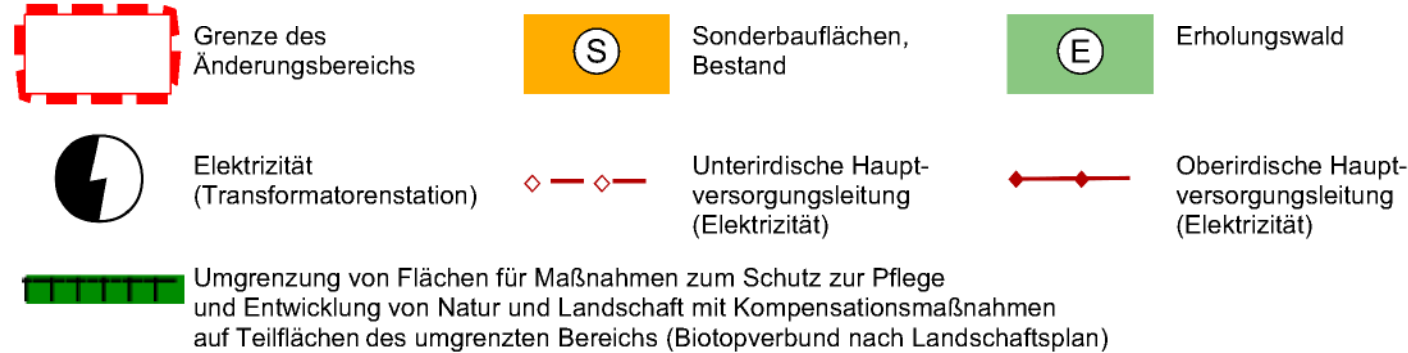 Grenze des
Änderungsbereichs
S
Sonderbauflächen,
Bestand
E
Erholungswald
Elektrizität
(Transformatorenstation)
Unterirdische Haupt-
versorgungsleitung
(Elektrizität)
Oberirdische Haupt-
versorgungsleitung
(Elektrizität)
Umgrenzung von Flächen für Maßnahmen zum Schutz zur Pflege
und Entwicklung von Natur und Landschaft mit Kompensationsmaßnahmen
auf Teilflächen des umgrenzten Bereichs (Biotopverbund nach Landschaftsplan)